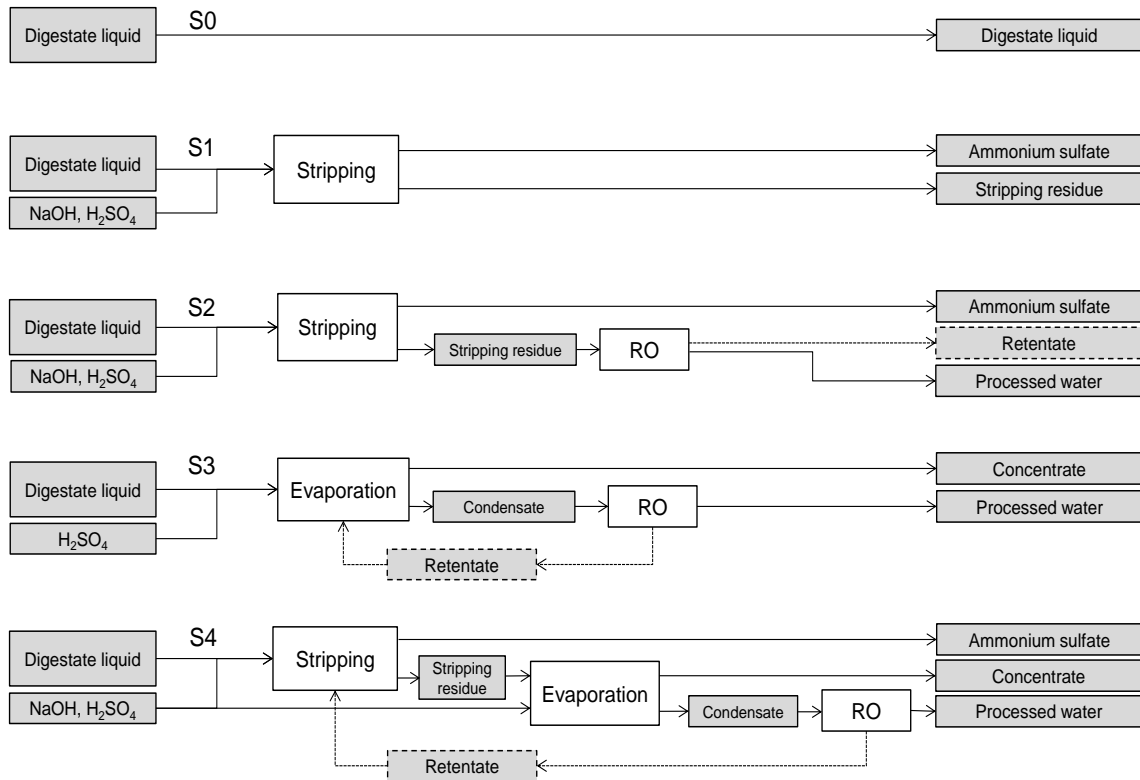 S0
Digestate liquid
Digestate liquid
S1
Digestate liquid
Stripping
Ammonium sulfate
Stripping residue
NaOH, H₂SO₄
S2
Digestate liquid
Stripping
Ammonium sulfate
Stripping residue
RO
Retentate
NaOH, H₂SO₄
Processed water
S3
Digestate liquid
Evaporation
Concentrate
Condensate
RO
Processed water
H₂SO₄
Retentate
S4
Digestate liquid
Stripping
Ammonium sulfate
Stripping
residue
Evaporation
Concentrate
NaOH, H₂SO₄
Condensate
RO
Processed water
Retentate